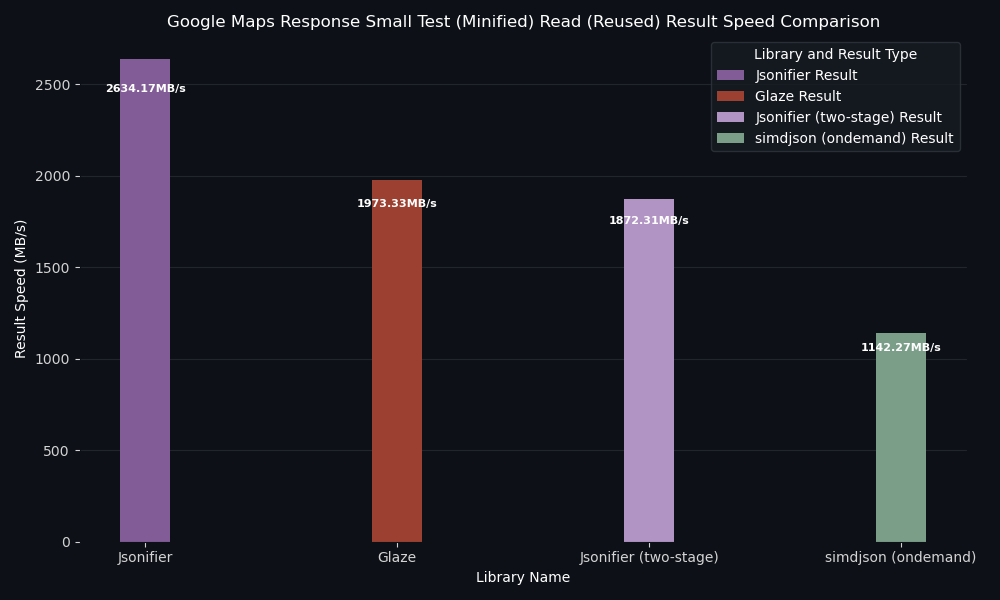 Google Maps Response Small Test (Minified) Read (Reused) Result Speed Comparison
Library and Result Type
Jsonifier Result
Glaze Result
Jsonifier (two-stage) Result
simdjson (ondemand) Result
Result Speed (MB/s)
2500
2000
1500
1000
500
0
2634.17MB/s
1973.33MB/s
1872.31MB/s
1142.27MB/s
Jsonifier
Glaze
Jsonifier (two-stage)
simdjson (ondemand)
Library Name